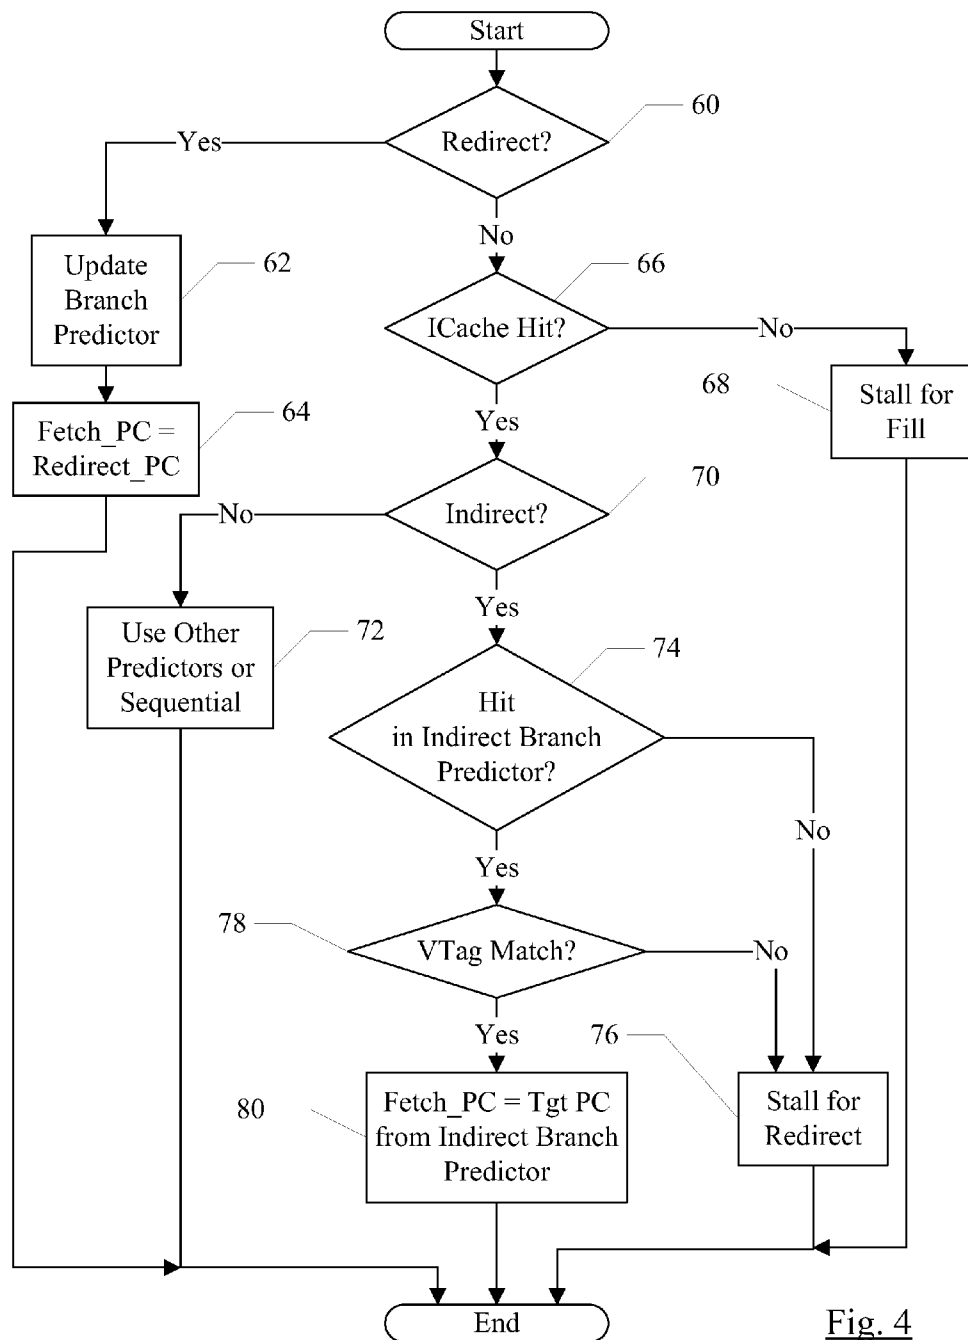 Start
60
Redirect?
Yes
No
62
Update
Branch
Predictor
66
ICache Hit?
No
64
Fetch_PC =
Redirect_PC
68
Stall for
Fill
Yes
70
Indirect?
No
Yes
72
Use Other
Predictors or
Sequential
74
Hit
in Indirect Branch
Predictor?
No
Yes
78
VTag Match?
No
Yes
76
80
Fetch_PC = Tgt PC
from Indirect Branch
Predictor
Stall for
Redirect
End
Fig. 4